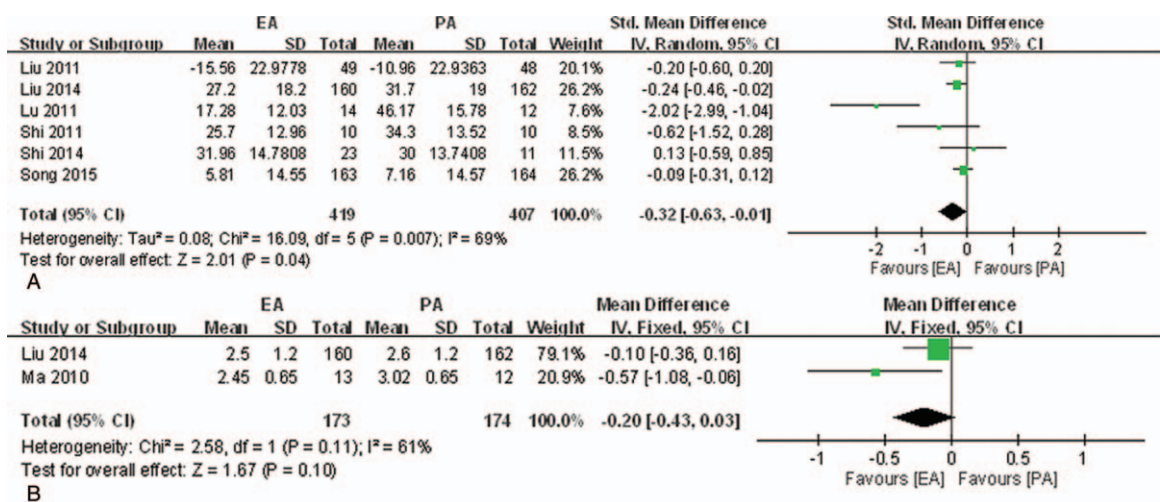 EA PA Std. Mean Difference Std. Mean Difference
Study or Subgroup Mean SD Total Mean SD Total Weight IV, Random, 95% CI IV, Random, 95% CI
Liu 2011 -15.56 22.9778 49 -10.96 22.9363 48 20.1% -0.20 [-0.60, 0.20]
Liu 2014 27.2 18.2 160 31.7 19 162 26.2% -0.24 [-0.46, -0.02]
Lu 2011 17.28 12.03 14 46.17 15.78 12 7.6% -2.02 [-2.99, -1.04]
Shi 2011 25.7 12.96 10 34.3 13.52 10 8.5% -0.62 [-1.52, 0.28]
Shi 2014 31.96 14.7808 23 30 13.7408 11 11.5% 0.13 [-0.59, 0.85]
Song 2015 5.81 14.55 163 7.16 14.57 164 26.2% -0.09 [-0.31, 0.12]
Total (95% CI) 419 407 100.0% -0.32 [-0.63, -0.01]
Heterogeneity: Tau² = 0.08; Chi² = 16.09, df = 5 (P = 0.007); I² = 69%
Test for overall effect: Z = 2.01 (P = 0.04)
-2 -1 0 1 2
Favours [EA] Favours [PA]
A
EA PA Mean Difference Mean Difference
Study or Subgroup Mean SD Total Mean SD Total Weight IV, Fixed, 95% CI IV, Fixed, 95% CI
Liu 2014 2.5 1.2 160 2.6 1.2 162 79.1% -0.10 [-0.36, 0.16]
Ma 2010 2.45 0.65 13 3.02 0.65 12 20.9% -0.57 [-1.08, -0.06]
Total (95% CI) 173 174 100.0% -0.20 [-0.43, 0.03]
Heterogeneity: Chi² = 2.58, df = 1 (P = 0.11); I² = 61%
Test for overall effect: Z = 1.67 (P = 0.10)
-1 -0.5 0 0.5 1
Favours [EA] Favours [PA]
B